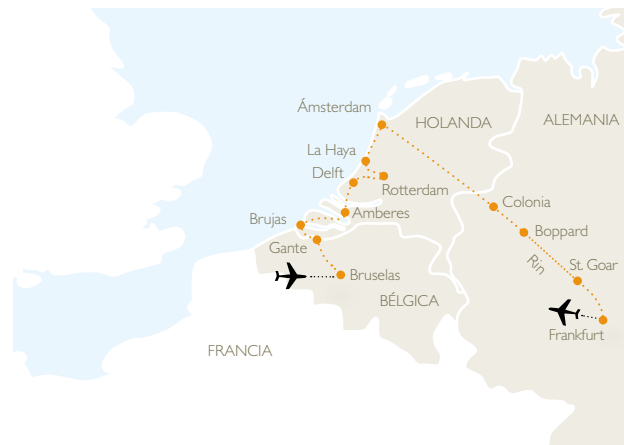 Ámsterdam
HOLANDA
ALEMANIA
La Haya
Delft
Rotterdam
Colonia
Amberes
Brujas
Boppard
Gante
Rin
St. Goar
Bruselas
BÉLGICA
Frankfurt
FRANCIA